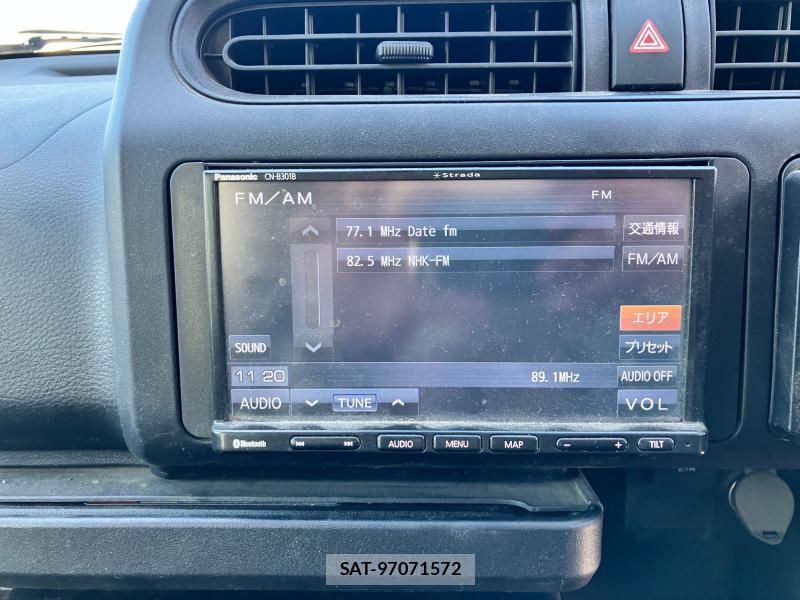 Panasonic CN-B301B
Strada
FM/AM
FM
77.1 MHz Date fm
交通情報
82.5 MHz NHK-FM
FM/AM
エリア
SOUND
プリセット
11 20
89.1MHz
AUDIO OFF
AUDIO
TUNE
VOL
Bluetooth
AUDIO
MENU
MAP
TILT
SAT-97071572